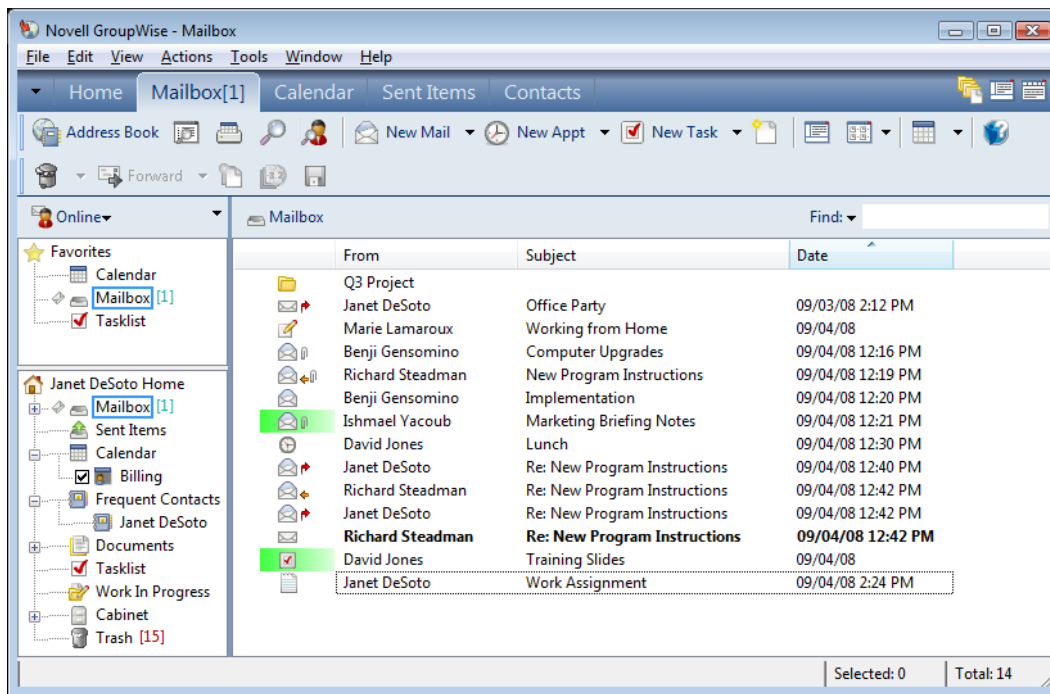 Novell GroupWise - Mailbox
File Edit View Actions Tools Window Help
Home Mailbox[1] Calendar Sent Items Contacts
Address Book New Mail New Appt New Task
Forward
Online Mailbox Find:
Favorites
Calendar
Mailbox [1]
Tasklist
Janet DeSoto Home
Mailbox [1]
Sent Items
Calendar
Billing
Frequent Contacts
Janet DeSoto
Documents
Tasklist
Work In Progress
Cabinet
Trash [15]
From Subject Date
Q3 Project
Janet DeSoto Office Party 09/03/08 2:12 PM
Marie Lamaroux Working from Home 09/04/08
Benji Gensomino Computer Upgrades 09/04/08 12:16 PM
Richard Steadman New Program Instructions 09/04/08 12:19 PM
Benji Gensomino Implementation 09/04/08 12:20 PM
Ishmael Yacoub Marketing Briefing Notes 09/04/08 12:21 PM
David Jones Lunch 09/04/08 12:30 PM
Janet DeSoto Re: New Program Instructions 09/04/08 12:40 PM
Richard Steadman Re: New Program Instructions 09/04/08 12:42 PM
Janet DeSoto Re: New Program Instructions 09/04/08 12:42 PM
Richard Steadman Re: New Program Instructions 09/04/08 12:42 PM
David Jones Training Slides 09/04/08
Janet DeSoto Work Assignment 09/04/08 2:24 PM
Selected: 0 Total: 14